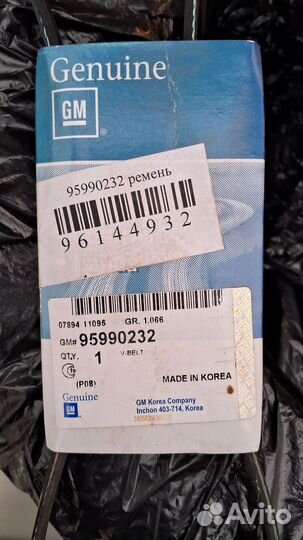 Genuine
GM
95990232 ремень
96144932
07894 11095 GR. 1.066
GM# 95990232
QTY. 1 V-BELT
(P08)
MADE IN KOREA
Genuine
GM
GM Korea Company
Inchon 403-714, Korea
Avito